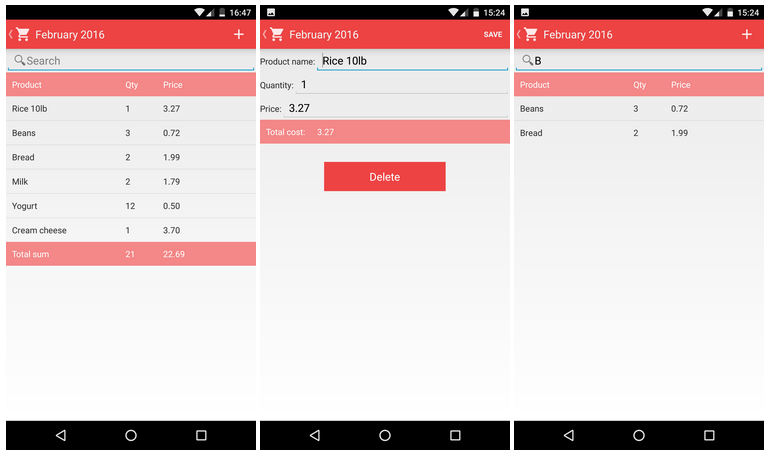 16:47
February 2016 +
Search
Product Qty Price
Rice 10lb 1 3.27
Beans 3 0.72
Bread 2 1.99
Milk 2 1.79
Yogurt 12 0.50
Cream cheese 1 3.70
Total sum 21 22.69
15:24
February 2016 SAVE
Product name: Rice 10lb
Quantity: 1
Price: 3.27
Total cost: 3.27
Delete
15:24
February 2016 +
B
Product Qty Price
Beans 3 0.72
Bread 2 1.99